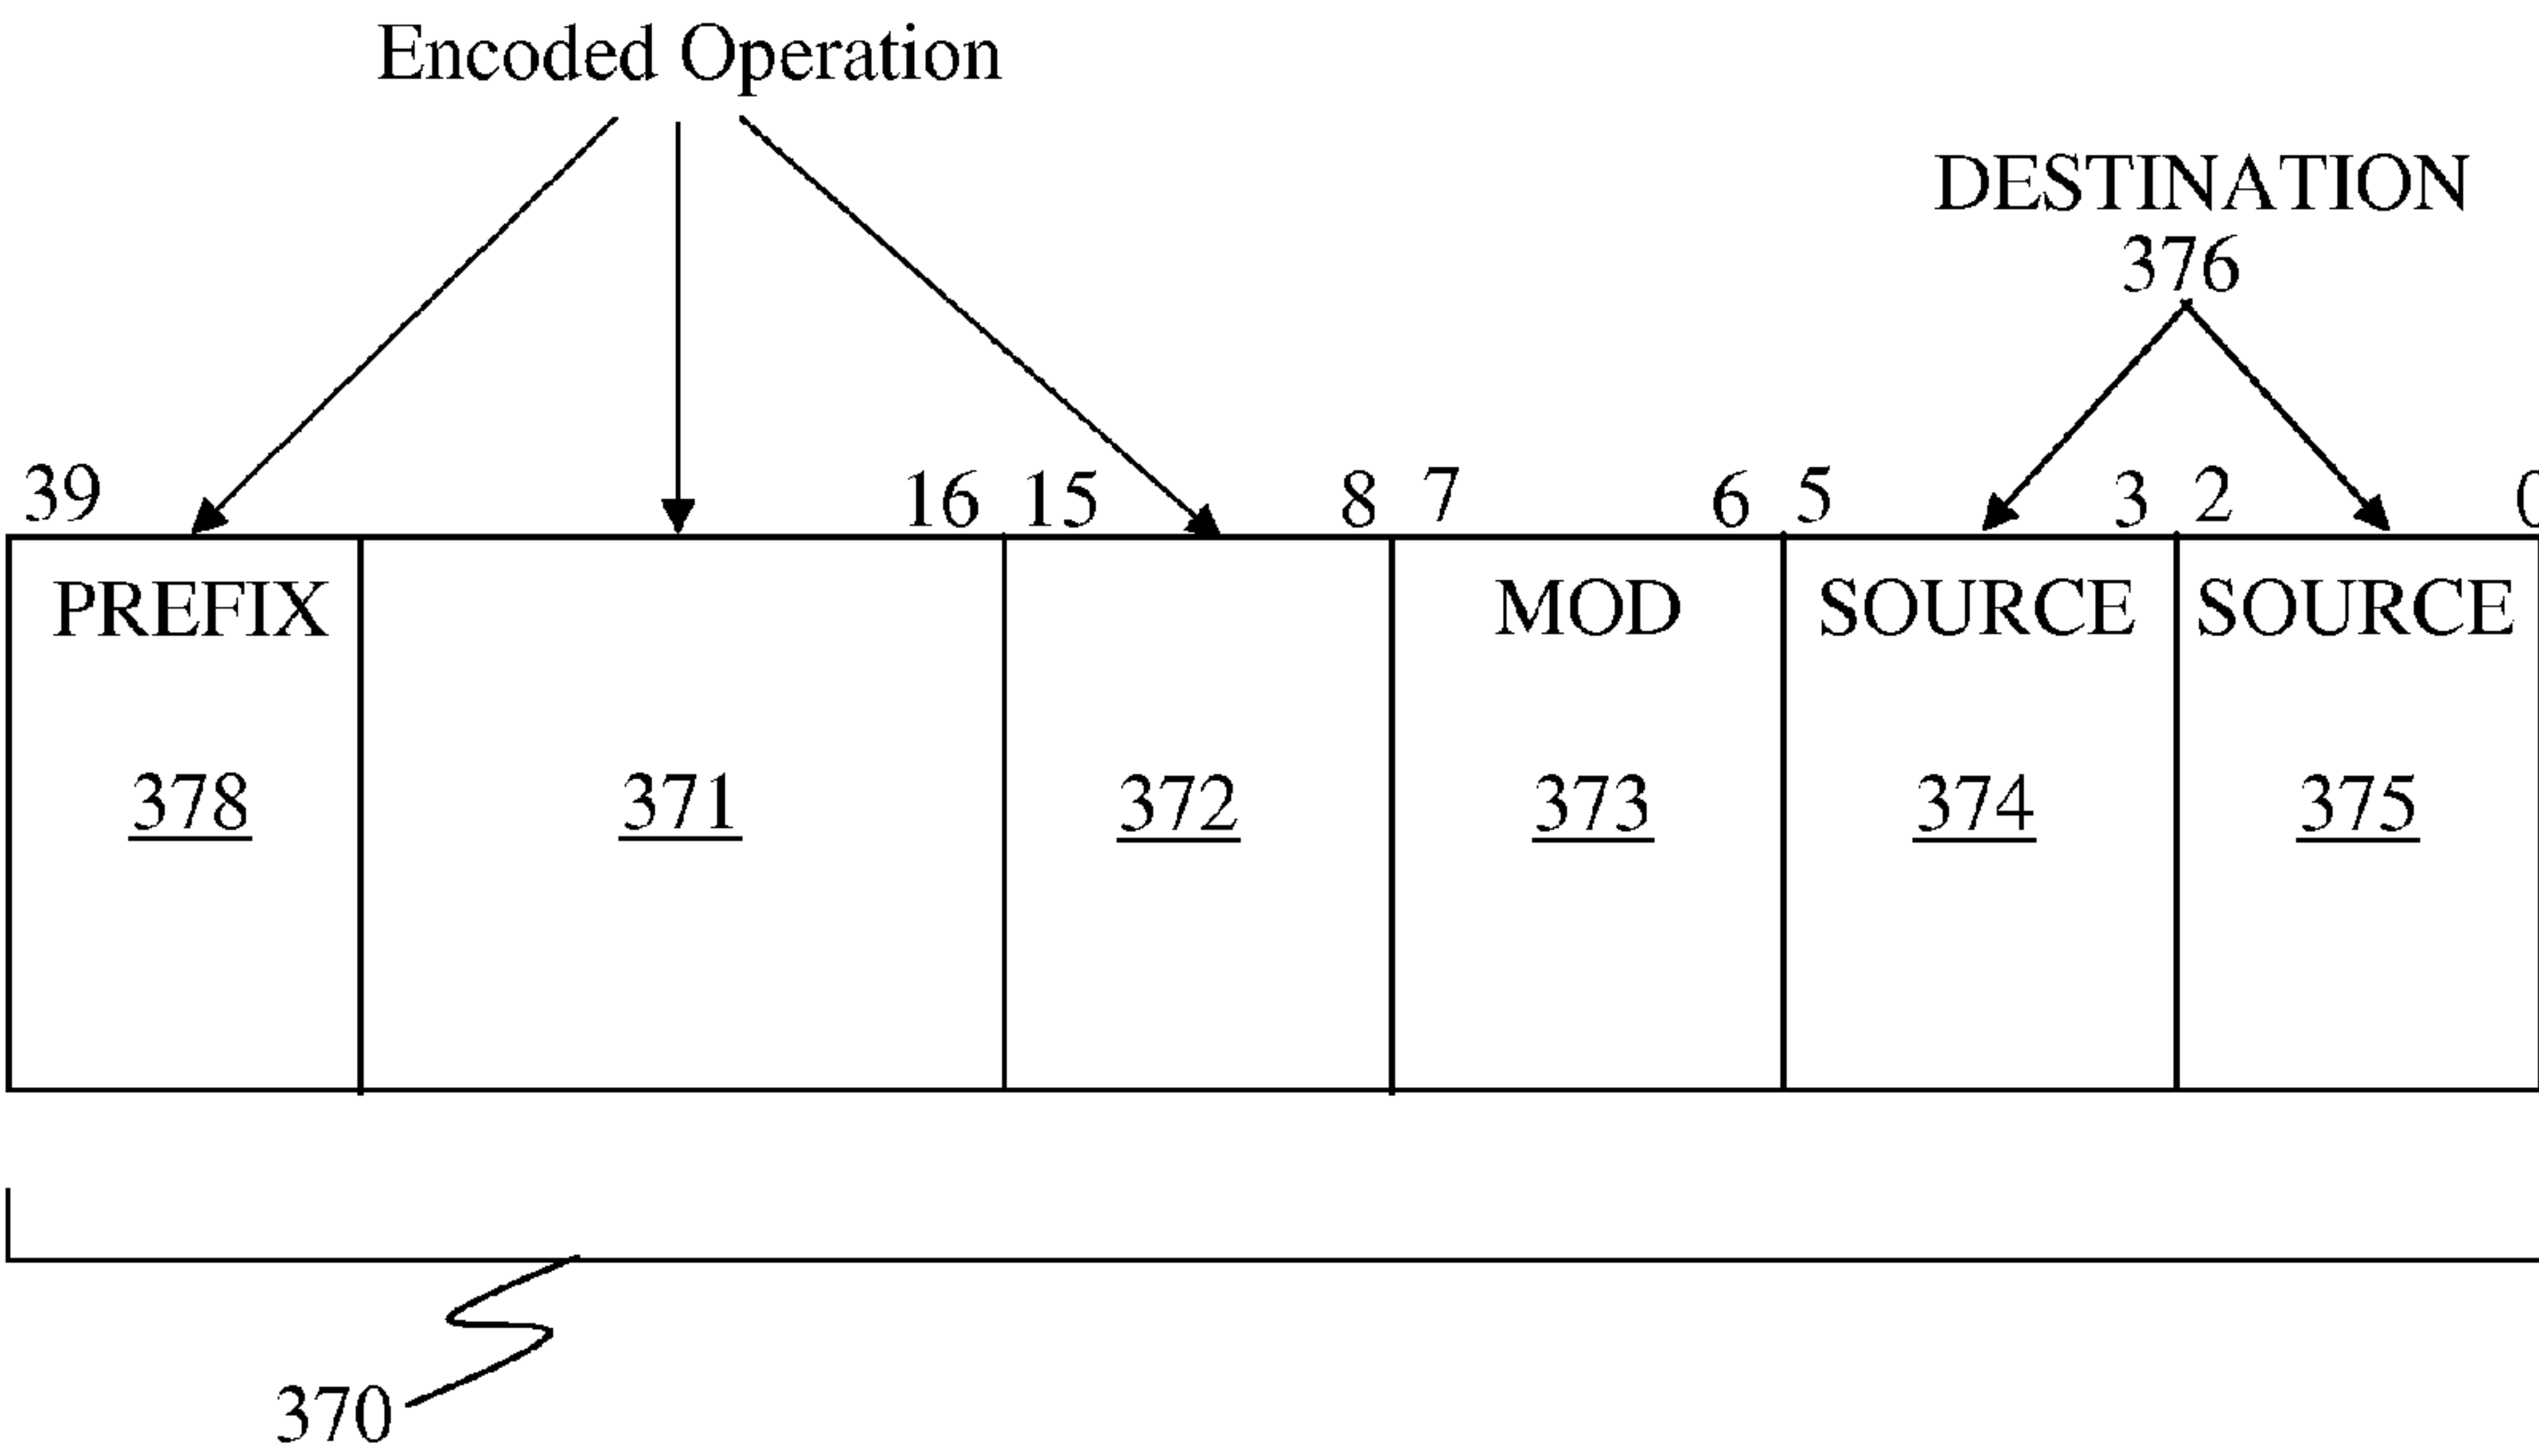 Encoded Operation
DESTINATION
376
39 16 15 8 7 6 5 3 2 0
PREFIX MOD SOURCE SOURCE
378 371 372 373 374 375
370